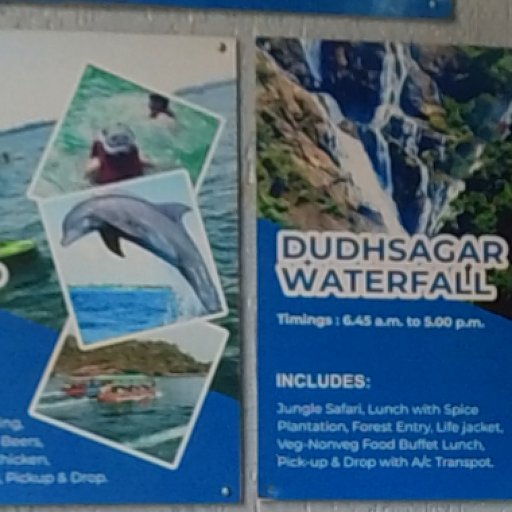 Beers,
Pickup & Drop.
DUDHSAGAR
WATERFALL
Timings : 6.45 a.m. to 5.00 p.m.
INCLUDES:
Jungle Safari, Lunch with Spice
Plantation, Forest Entry, Life jacket,
Veg-Nonveg Food Buffet Lunch,
Pick-up & Drop with A/c Transpot.